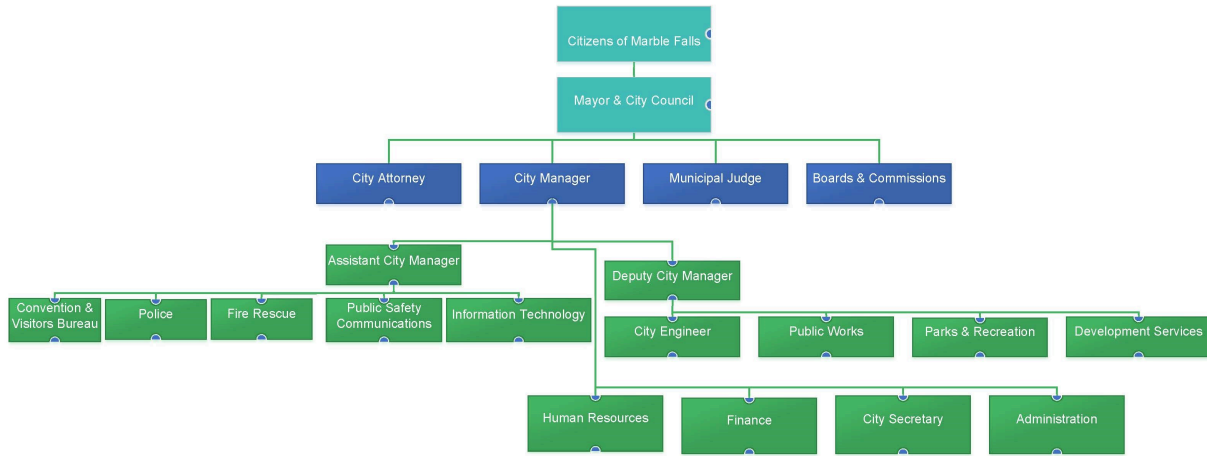 Citizens of Marble Falls
Mayor & City Council
City Attorney
City Manager
Municipal Judge
Boards & Commissions
Assistant City Manager
Deputy City Manager
Convention &
Visitors Bureau
Police
Fire Rescue
Public Safety
Communications
Information Technology
City Engineer
Public Works
Parks & Recreation
Development Services
Human Resources
Finance
City Secretary
Administration